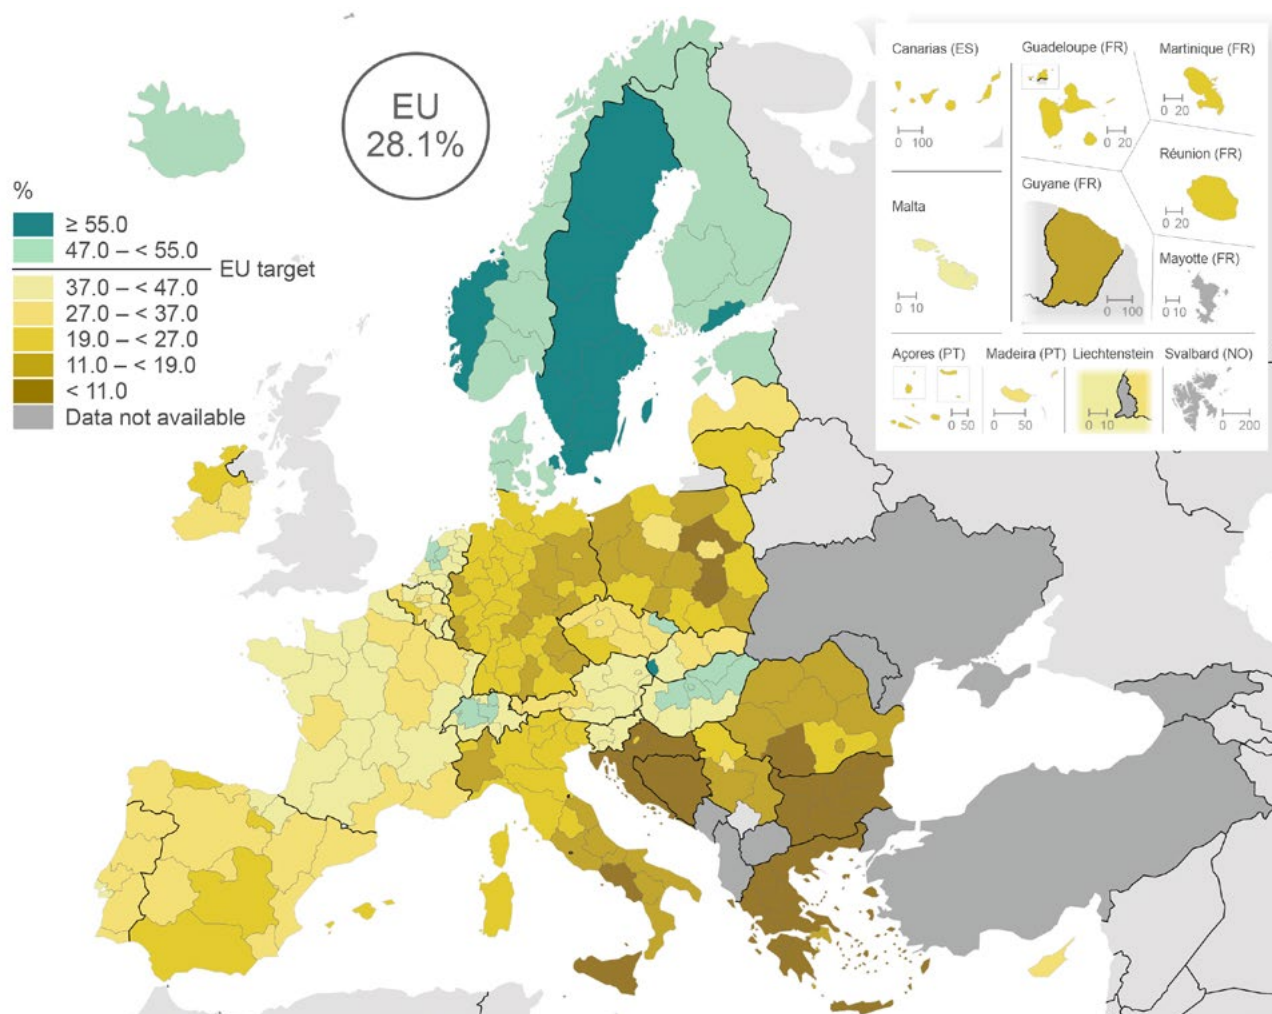 EU
28.1%
%
≥ 55.0
47.0 – < 55.0
EU target
37.0 – < 47.0
27.0 – < 37.0
19.0 – < 27.0
11.0 – < 19.0
< 11.0
Data not available
Canarias (ES)
0 100
Guadeloupe (FR)
0 20
Martinique (FR)
0 20
Réunion (FR)
0 20
Malta
0 10
Guyane (FR)
0 100
Mayotte (FR)
0 10
Açores (PT)
0 50
Madeira (PT)
0 50
Liechtenstein
0 10
Svalbard (NO)
0 200